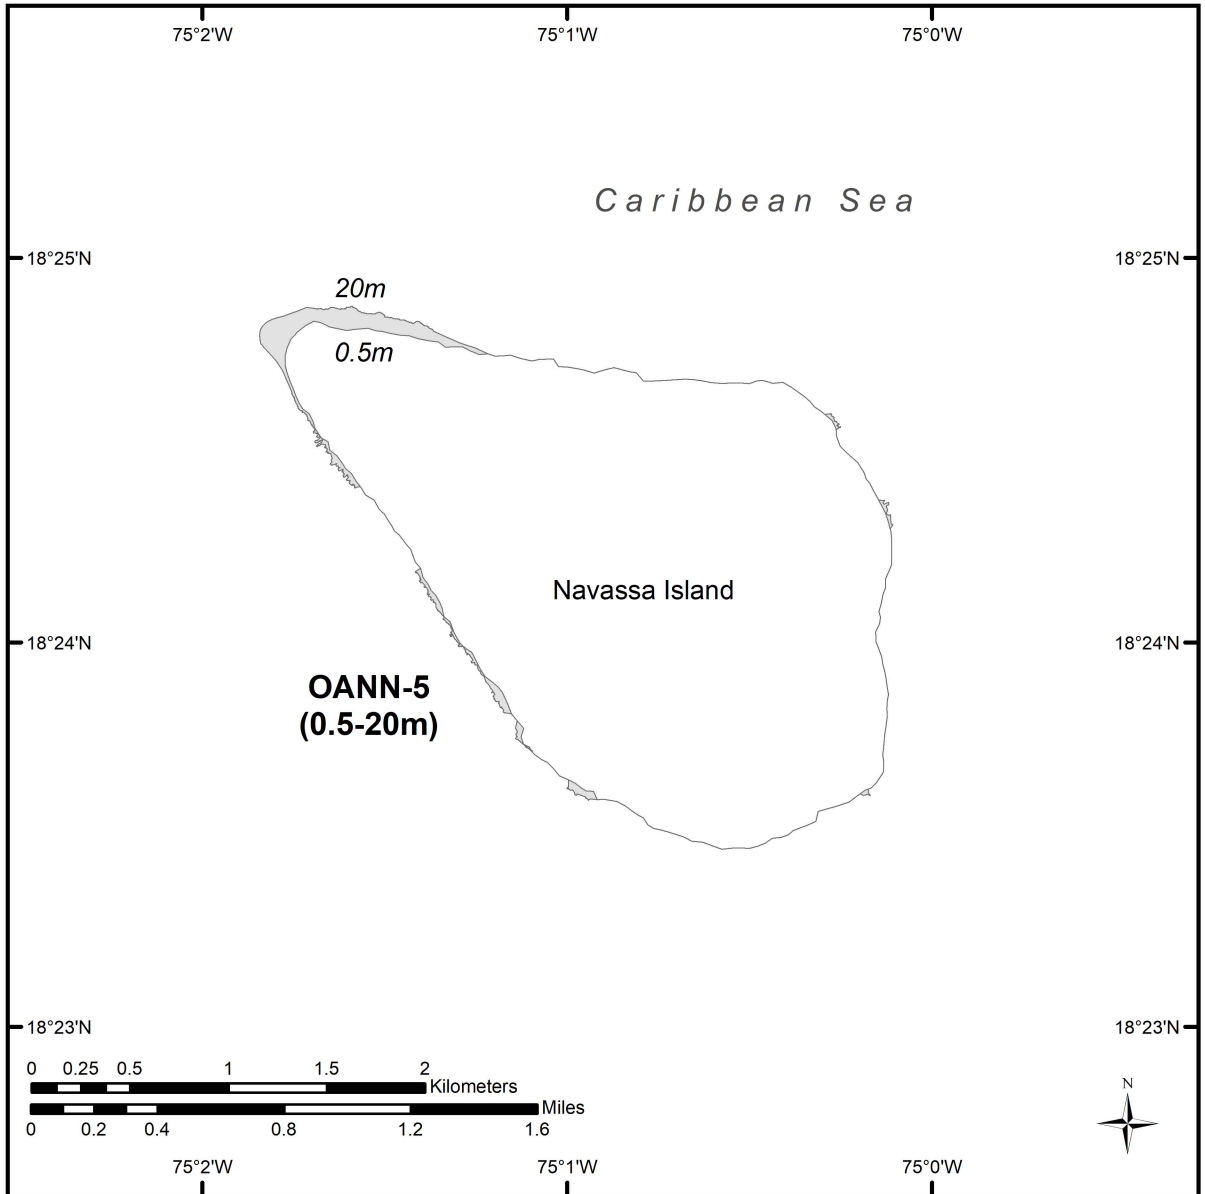 75°2'W 75°1'W 75°0'W
Caribbean Sea
18°25'N 18°25'N
20m
0.5m
Navassa Island
18°24'N 18°24'N
OANN-5
(0.5-20m)
18°23'N 18°23'N
0 0.25 0.5 1 1.5 2
Kilometers
Miles
0 0.2 0.4 0.8 1.2 1.6
N
75°2'W 75°1'W 75°0'W